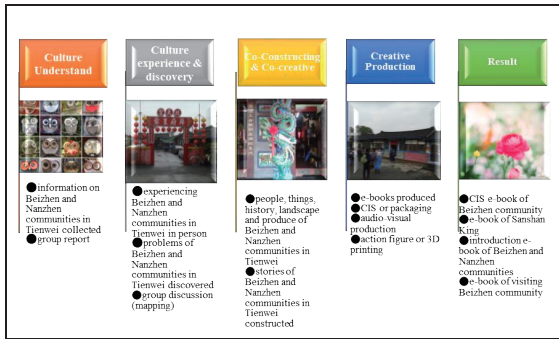 Culture
Understand
●information on
Beizhen and
Nanzhen
communities in
Tienwei collected
●group report
Culture
experience &
discovery
●experiencing
Beizhen and
Nanzhen
communities in
Tienwei in person
●problems of
Beizhen and
Nanzhen
communities in
Tienwei discovered
●group discussion
(mapping)
Co-Constructing
& Co-creative
●people, things,
history, landscape
and produce of
Beizhen and
Nanzhen
communities in
Tienwei
●stories of
Beizhen and
Nanzhen
communities in
Tienwei
constructed
Creative
Production
●e-books produced
●CIS or packaging
●audio-visual
production
●action figure or 3D
printing
Result
●CIS e-book of
Beizhen community
●e-book of Sanshan
King
●introduction e-
book of Beizhen and
Nanzhen
communities
●e-book of visiting
Beizhen community